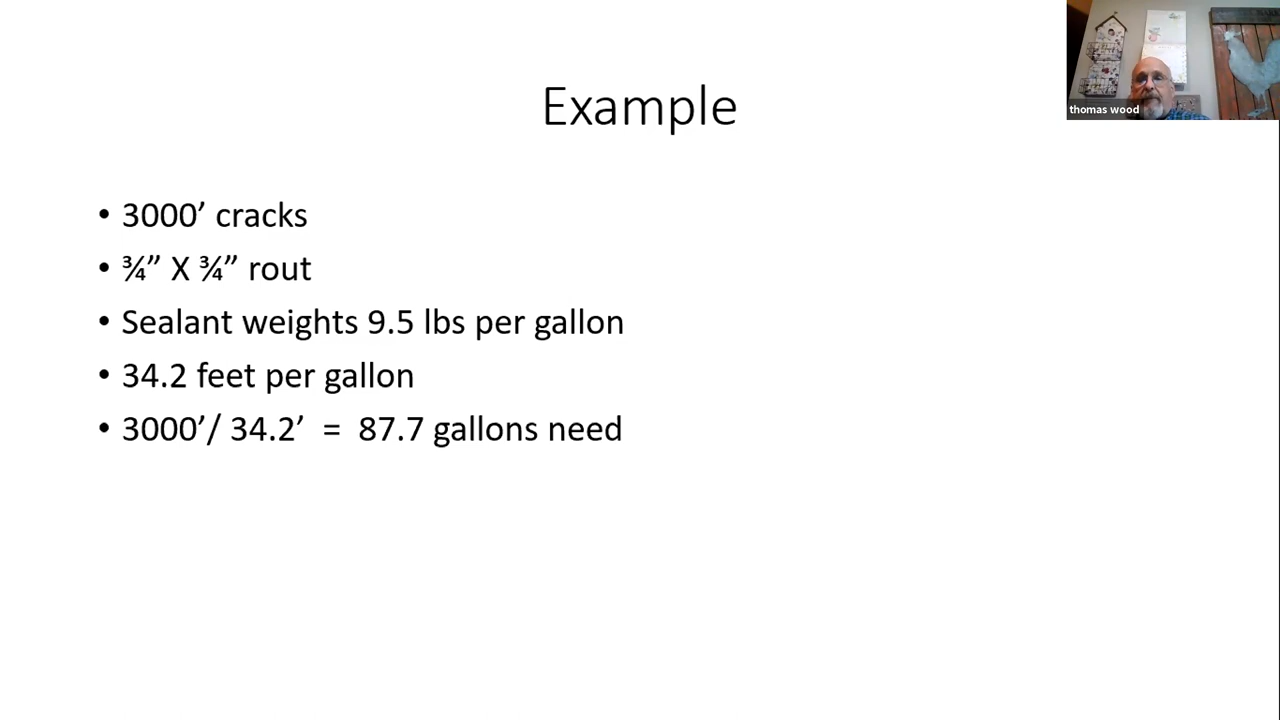 Example
thomas wood
• 3000’ cracks
• ¾” X ¾” rout
• Sealant weights 9.5 lbs per gallon
• 34.2 feet per gallon
• 3000’/ 34.2’ = 87.7 gallons need